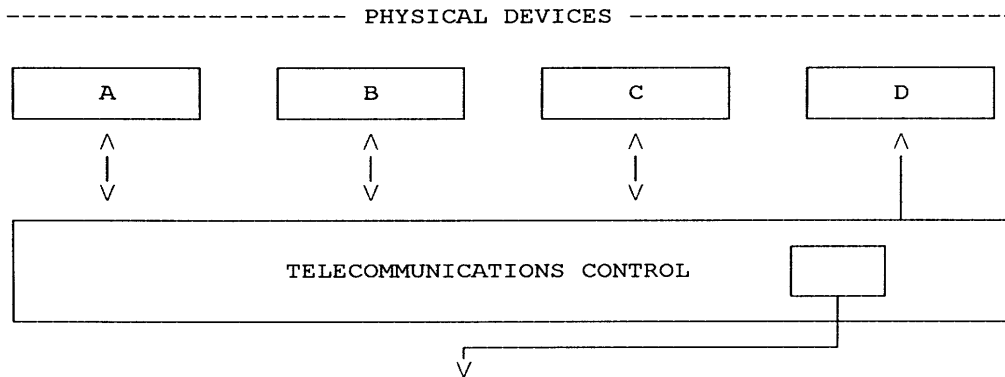 PHYSICAL DEVICES
A B C D
TELECOMMUNICATIONS CONTROL